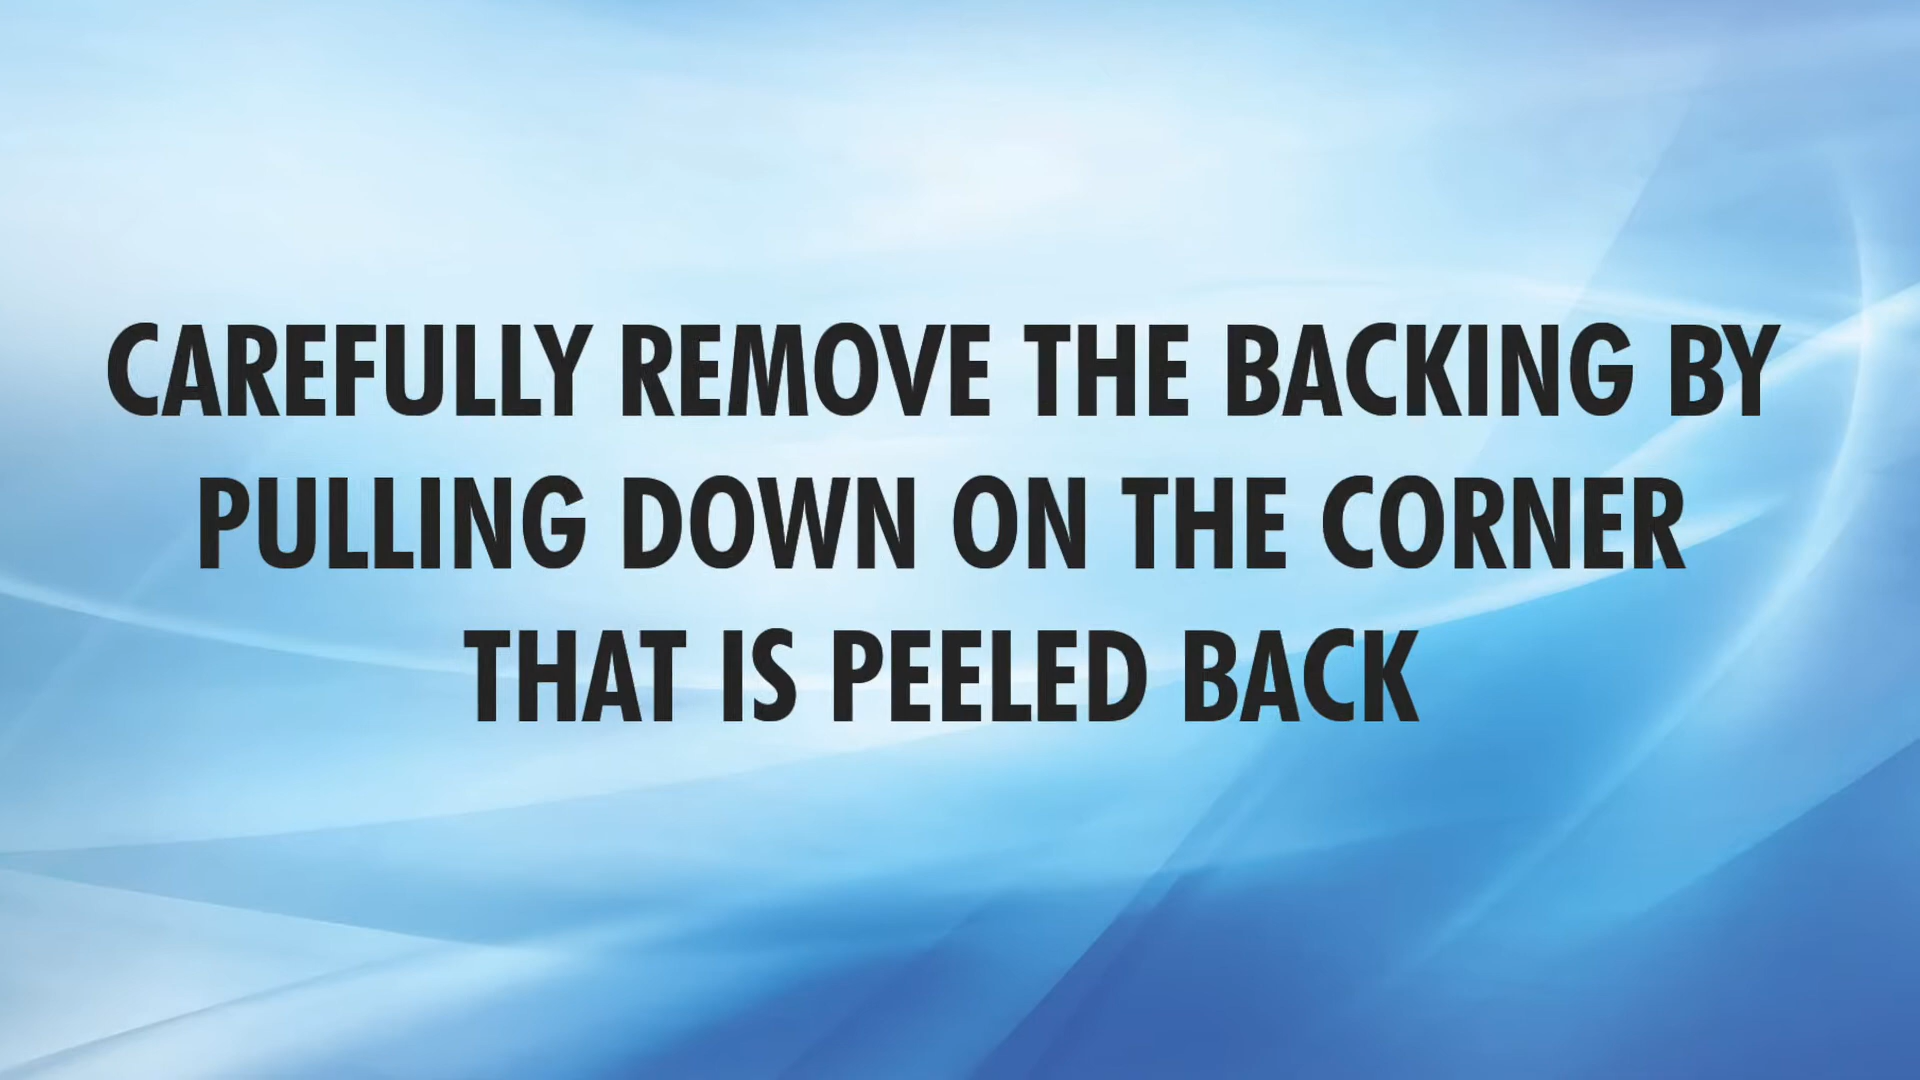 CAREFULLY REMOVE THE BACKING BY
PULLING DOWN ON THE CORNER
THAT IS PEELED BACK